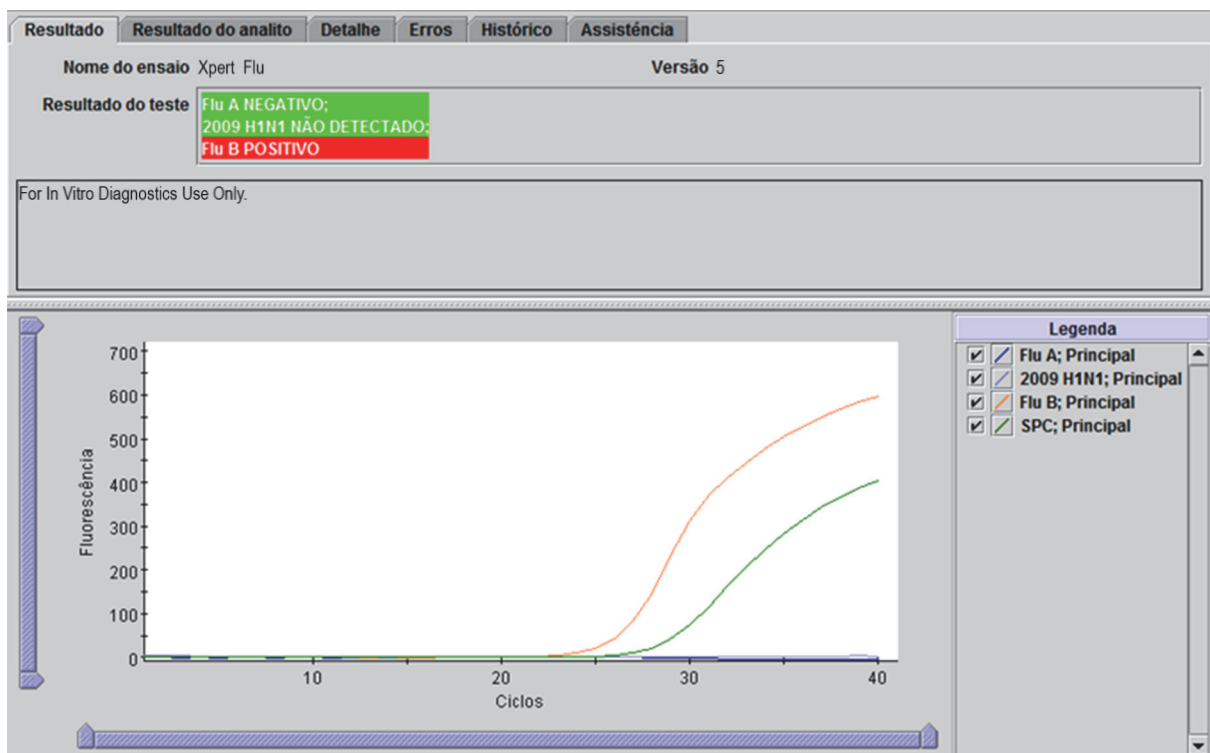 Resultado Resultado do analito Detalhe Erros Histórico Assisténcia
Nome do ensaio Xpert Flu Versão 5
Resultado do teste Flu A NEGATIVO;
2009 H1N1 NÃO DETECTADO;
Flu B POSITIVO
For In Vitro Diagnostics Use Only.
Legenda
Flu A; Principal
2009 H1N1; Principal
Flu B; Principal
SPC; Principal
Fluorescência
700
600
500
400
300
200
100
0
10 20 30 40
Ciclos